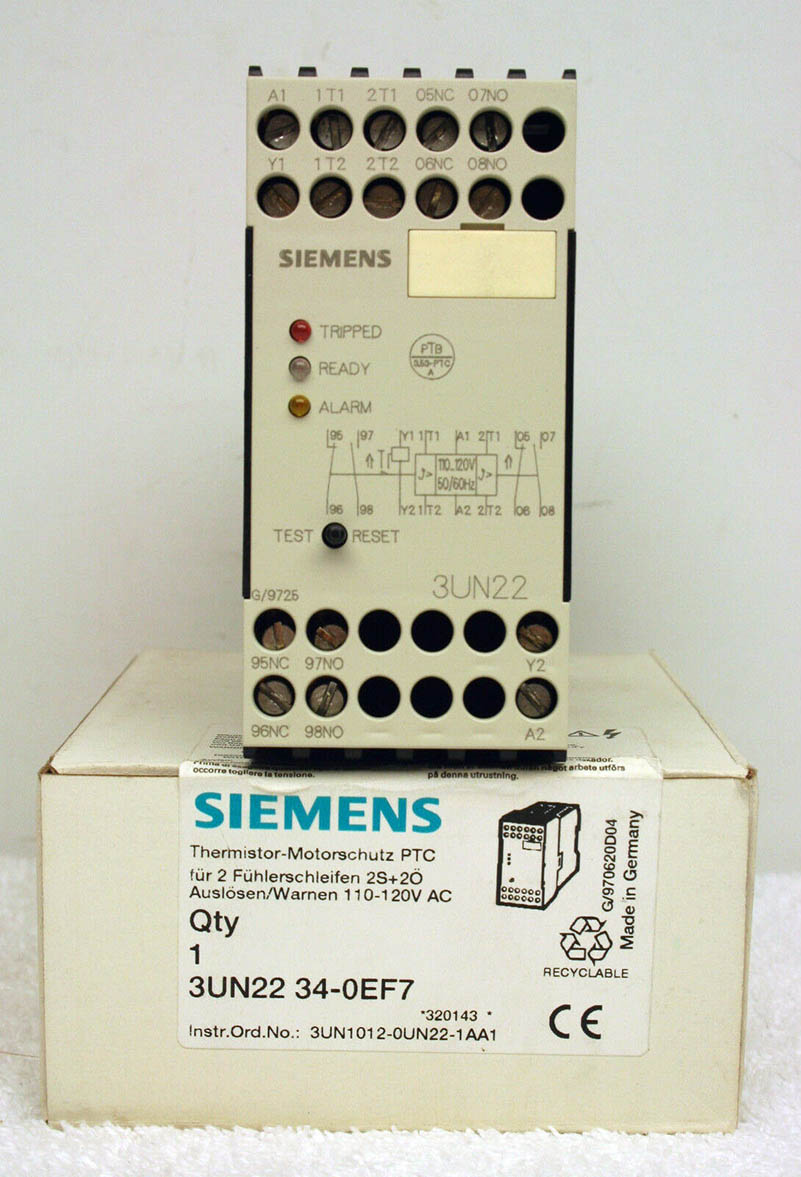 A1 1T1 2T1 05NC 07NO
Y1 1T2 2T2 06NC 08NO
SIEMENS
TRIPPED
READY
ALARM
PTB
3.53-PTC
A
95 97 Y1 1T1 A1 2T1 05 07
110...120V
50/60Hz
96 98 Y2 1T2 A2 2T2 06 08
TEST RESET
3UN22
G/9725
95NC 97NO Y2
96NC 98NO A2
occorre togliere la tensione.
på denna utrustning.
SIEMENS
Thermistor-Motorschutz PTC
für 2 Fühlerschleifen 2S+2Ö
Auslösen/Warnen 110-120V AC
Qty
1
3UN22 34-0EF7
*320143 *
Instr.Ord.No.: 3UN1012-0UN22-1AA1
G/970620D04
Made in Germany
RECYCLABLE
CE